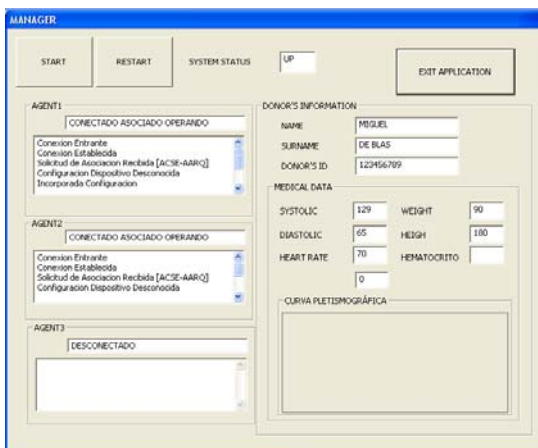 MANAGER
START
RESTART
SYSTEM STATUS
UP
EXIT APPLICATION
AGENT1
CONECTADO ASOCIADO OPERANDO
Conexion Entrante
Conexion Establecida
Solicitud de Asociacion Recibida [ACSE-AARQ]
Configuracion Dispositivo Desconocida
Incorporada Configuracion
AGENT2
CONECTADO ASOCIADO OPERANDO
Conexion Entrante
Conexion Establecida
Solicitud de Asociacion Recibida [ACSE-AARQ]
Configuracion Dispositivo Desconocida
AGENT3
DESCONECTADO
DONOR'S INFORMATION
NAME MIGUEL
SURNAME DE BLAS
DONOR'S ID 123456789
MEDICAL DATA
SYSTOLIC 129 WEIGHT 90
DIASTOLIC 65 HEIGH 180
HEART RATE 70 HEMATOCRITO
0
CURVA PLETISMOGRÁFICA